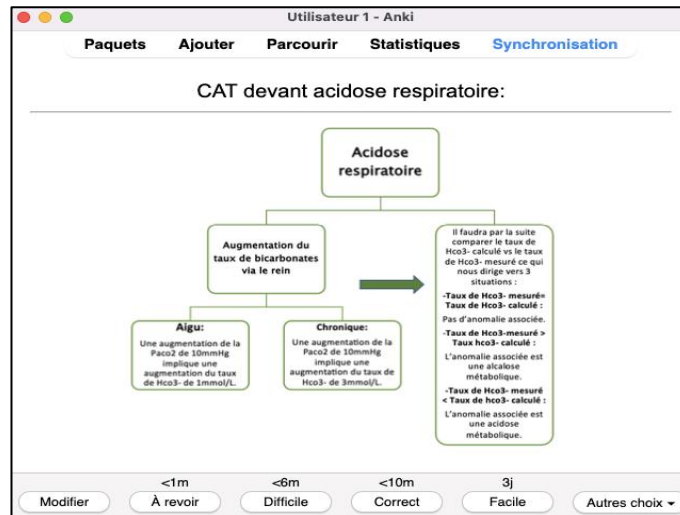 Utilisateur 1 - Anki
Paquets Ajouter Parcourir Statistiques Synchronisation
CAT devant acidose respiratoire:
Acidose
respiratoire
Augmentation du
taux de bicarbonates
via le rein
Aigu:
Une augmentation de la
Paco2 de 10mmHg
implique une
augmentation du taux
de Hco3- de 1mmol/L.
Chronique:
Une augmentation de la
Paco2 de 10mmHg
implique une
augmentation du taux de
Hco3- de 3mmol/L.
Il faudra par la suite
comparer le taux de
Hco3- calculé vs le taux
de Hco3- mesuré ce qui
nous dirige vers 3
situations :
-Taux de Hco3- mesuré=
Taux de Hco3- calculé :
Pas d'anomalie associée.
-Taux de Hco3-mesuré >
Taux hco3- calculé :
L'anomalie associée est
une alcalose
métabolique.
-Taux de Hco3- mesuré
< Taux de hco3- calculé :
L'anomalie associée est
une acidose
métabolique.
<1m <6m <10m 3j
Modifier À revoir Difficile Correct Facile Autres choix